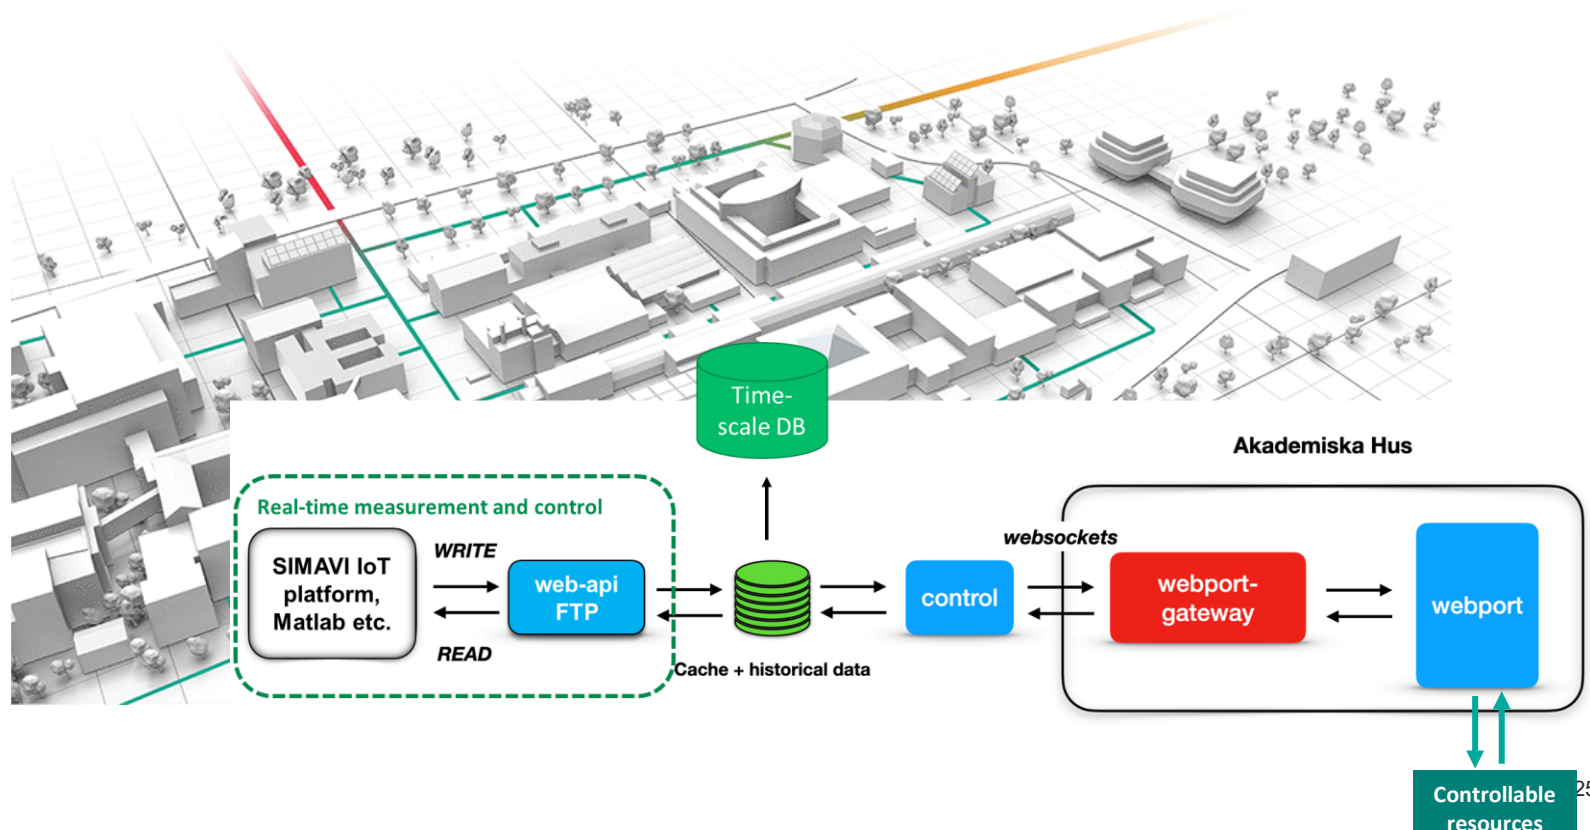 Time-
scale DB
Akademiska Hus
Real-time measurement and control
SIMAVI IoT
platform,
Matlab etc.
WRITE
READ
web-api
FTP
Cache + historical data
control
websockets
webport-
gateway
webport
Controllable
resources
25